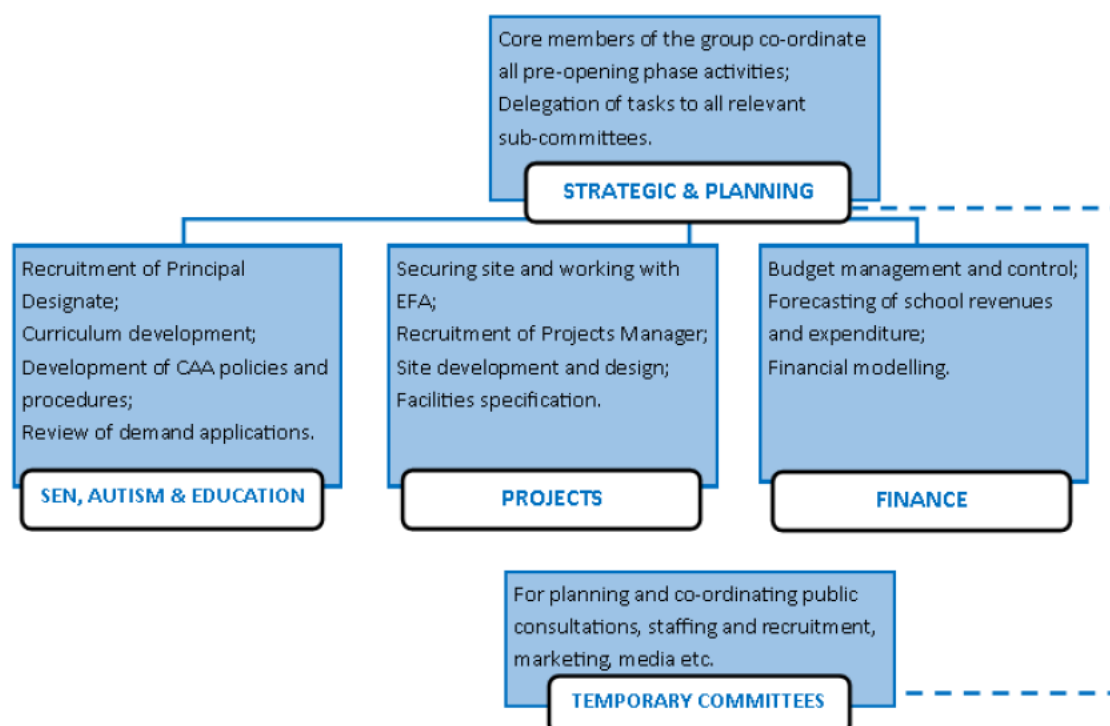 Core members of the group co-ordinate
all pre-opening phase activities;
Delegation of tasks to all relevant
sub-committees.
STRATEGIC & PLANNING
Recruitment of Principal
Designate;
Curriculum development;
Development of CAA policies and
procedures;
Review of demand applications.
SEN, AUTISM & EDUCATION
Securing site and working with
EFA;
Recruitment of Projects Manager;
Site development and design;
Facilities specification.
PROJECTS
Budget management and control;
Forecasting of school revenues
and expenditure;
Financial modelling.
FINANCE
For planning and co-ordinating public
consultations, staffing and recruitment,
marketing, media etc.
TEMPORARY COMMITTEES